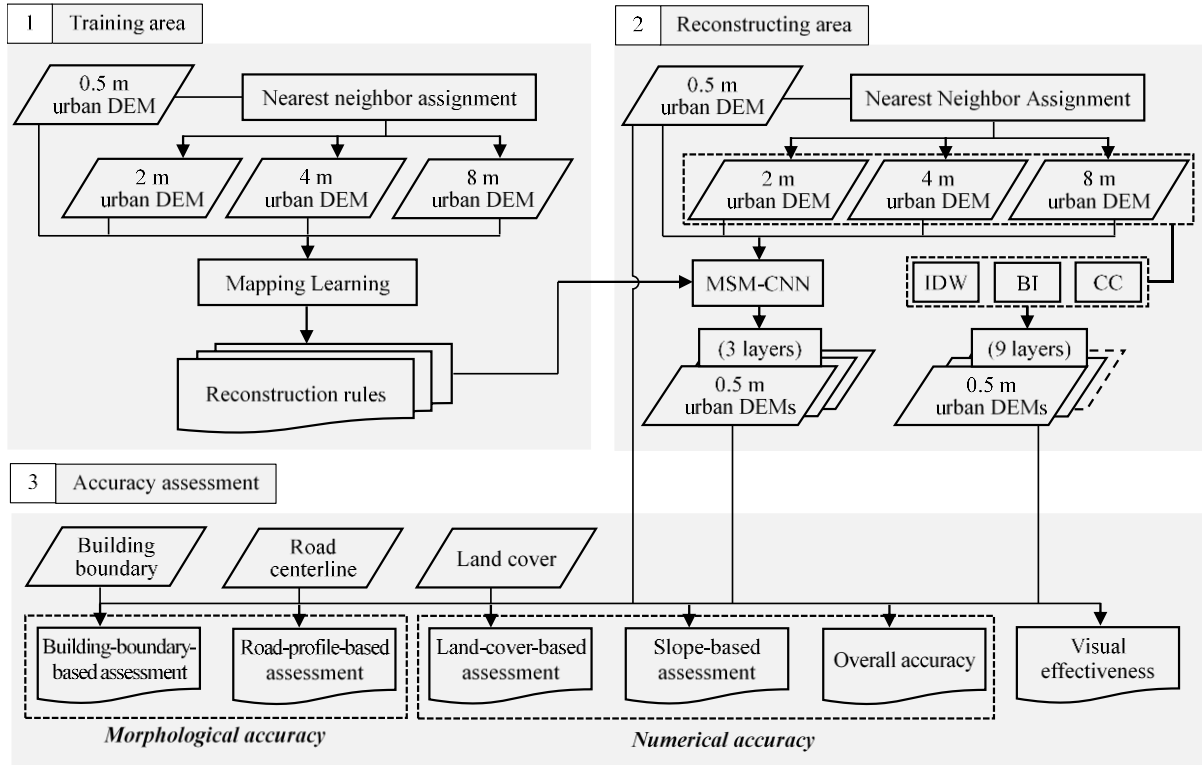 1
Training area
0.5 m
urban DEM
Nearest neighbor assignment
2 m
urban DEM
4 m
urban DEM
8 m
urban DEM
Mapping Learning
Reconstruction rules
2
Reconstructing area
0.5 m
urban DEM
Nearest Neighbor Assignment
2 m
urban DEM
4 m
urban DEM
8 m
urban DEM
MSM-CNN
IDW
BI
CC
(3 layers)
0.5 m
urban DEMs
(9 layers)
0.5 m
urban DEMs
3
Accuracy assessment
Building
boundary
Road
centerline
Land cover
Building-boundary-
based assessment
Road-profile-based
assessment
Land-cover-based
assessment
Slope-based
assessment
Overall accuracy
Visual
effectiveness
Morphological accuracy
Numerical accuracy